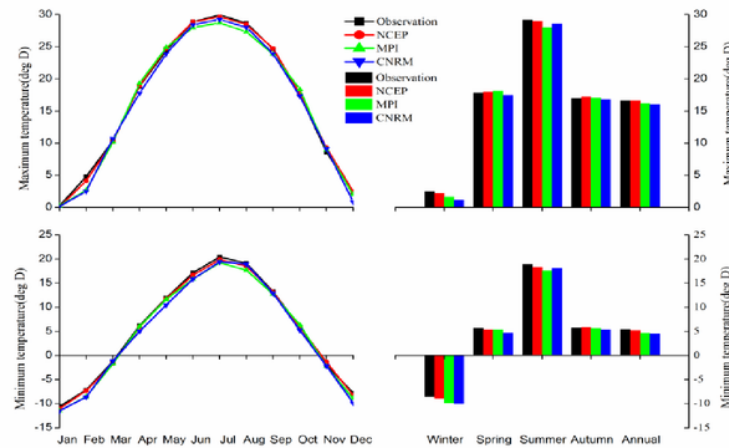 30
25
20
15
10
5
0
Maximum temperature(deg D)
Observation
NCEP
MPI
CNRM
Observation
NCEP
MPI
CNRM
30
25
20
15
10
5
0
Maximum temperature(deg D)
25
20
15
10
5
0
-5
-10
-15
Minimum temperature(deg D)
25
20
15
10
5
0
-5
-10
-15
Minimum temperature(deg D)
Jan Feb Mar Apr May Jun Jul Aug Sep Oct Nov Dec
Winter Spring Summer Autumn Annual